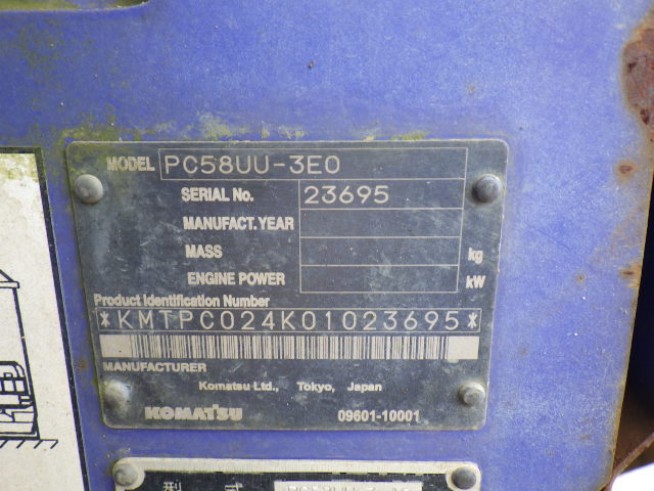 MODEL PC58UU-3E0
SERIAL No. 23695
MANUFACT.YEAR
MASS kg
ENGINE POWER kW
Product Identification Number
*KMTPC024K01023695*
MANUFACTURER
Komatsu Ltd., Tokyo, Japan
KOMATSU 09601-10001